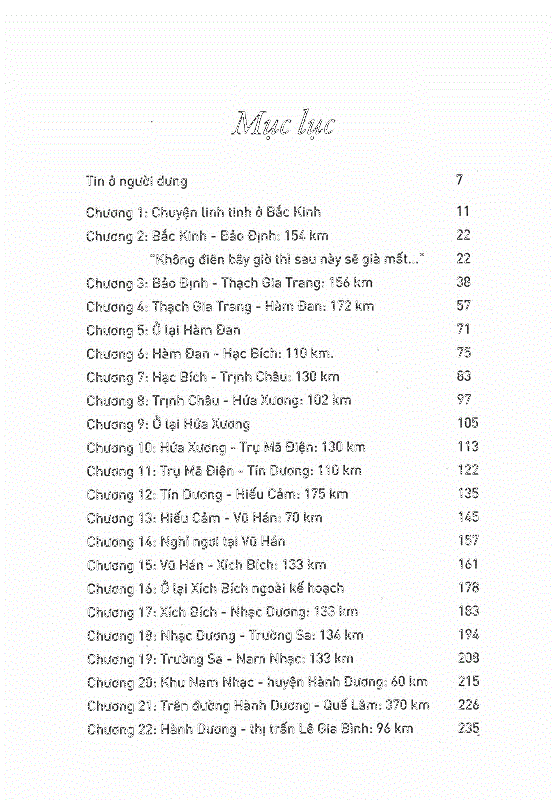 Mục lục
Tin ở người dưng 7
Chương 1: Chuyện linh tinh ở Bắc Kinh 11
Chương 2: Bắc Kinh - Bảo Định: 154 km 22
"Không điên bây giờ thì sau này sẽ già mất..." 22
Chương 3: Bảo Định - Thạch Gia Trang: 156 km 38
Chương 4: Thạch Gia Trang - Hàm Đan: 172 km 57
Chương 5: Ở lại Hàm Đan 71
Chương 6: Hàm Đan - Hạc Bích: 110 km. 75
Chương 7: Hạc Bích - Trịnh Châu: 130 km 83
Chương 8: Trịnh Châu - Hứa Xương: 102 km 97
Chương 9: Ở lại Hứa Xương 105
Chương 10: Hứa Xương - Trụ Mã Điện: 130 km 113
Chương 11: Trụ Mã Điện - Tín Dương: 110 km 122
Chương 12: Tín Dương - Hiếu Cảm: 175 km 135
Chương 13: Hiếu Cảm - Vũ Hán: 70 km 145
Chương 14: Nghỉ ngơi tại Vũ Hán 157
Chương 15: Vũ Hán - Xích Bích: 133 km 161
Chương 16: Ở lại Xích Bích ngoài kế hoạch 178
Chương 17: Xích Bích - Nhạc Dương: 133 km 183
Chương 18: Nhạc Dương - Trường Sa: 136 km 194
Chương 19: Trường Sa - Nam Nhạc: 133 km 208
Chương 20: Khu Nam Nhạc - huyện Hành Dương: 60 km 215
Chương 21: Trên đường Hành Dương - Quế Lâm: 370 km 226
Chương 22: Hành Dương - thị trấn Lê Gia Bình: 96 km 235